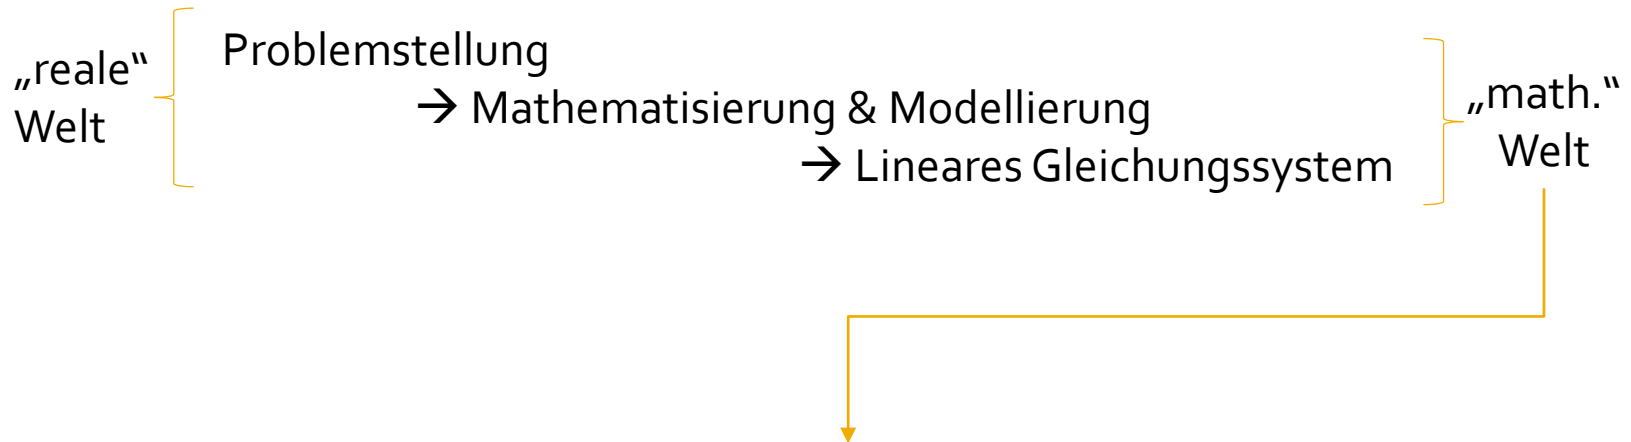 „reale“
Welt
Problemstellung
→ Mathematisierung & Modellierung
→ Lineares Gleichungssystem
„math.“
Welt